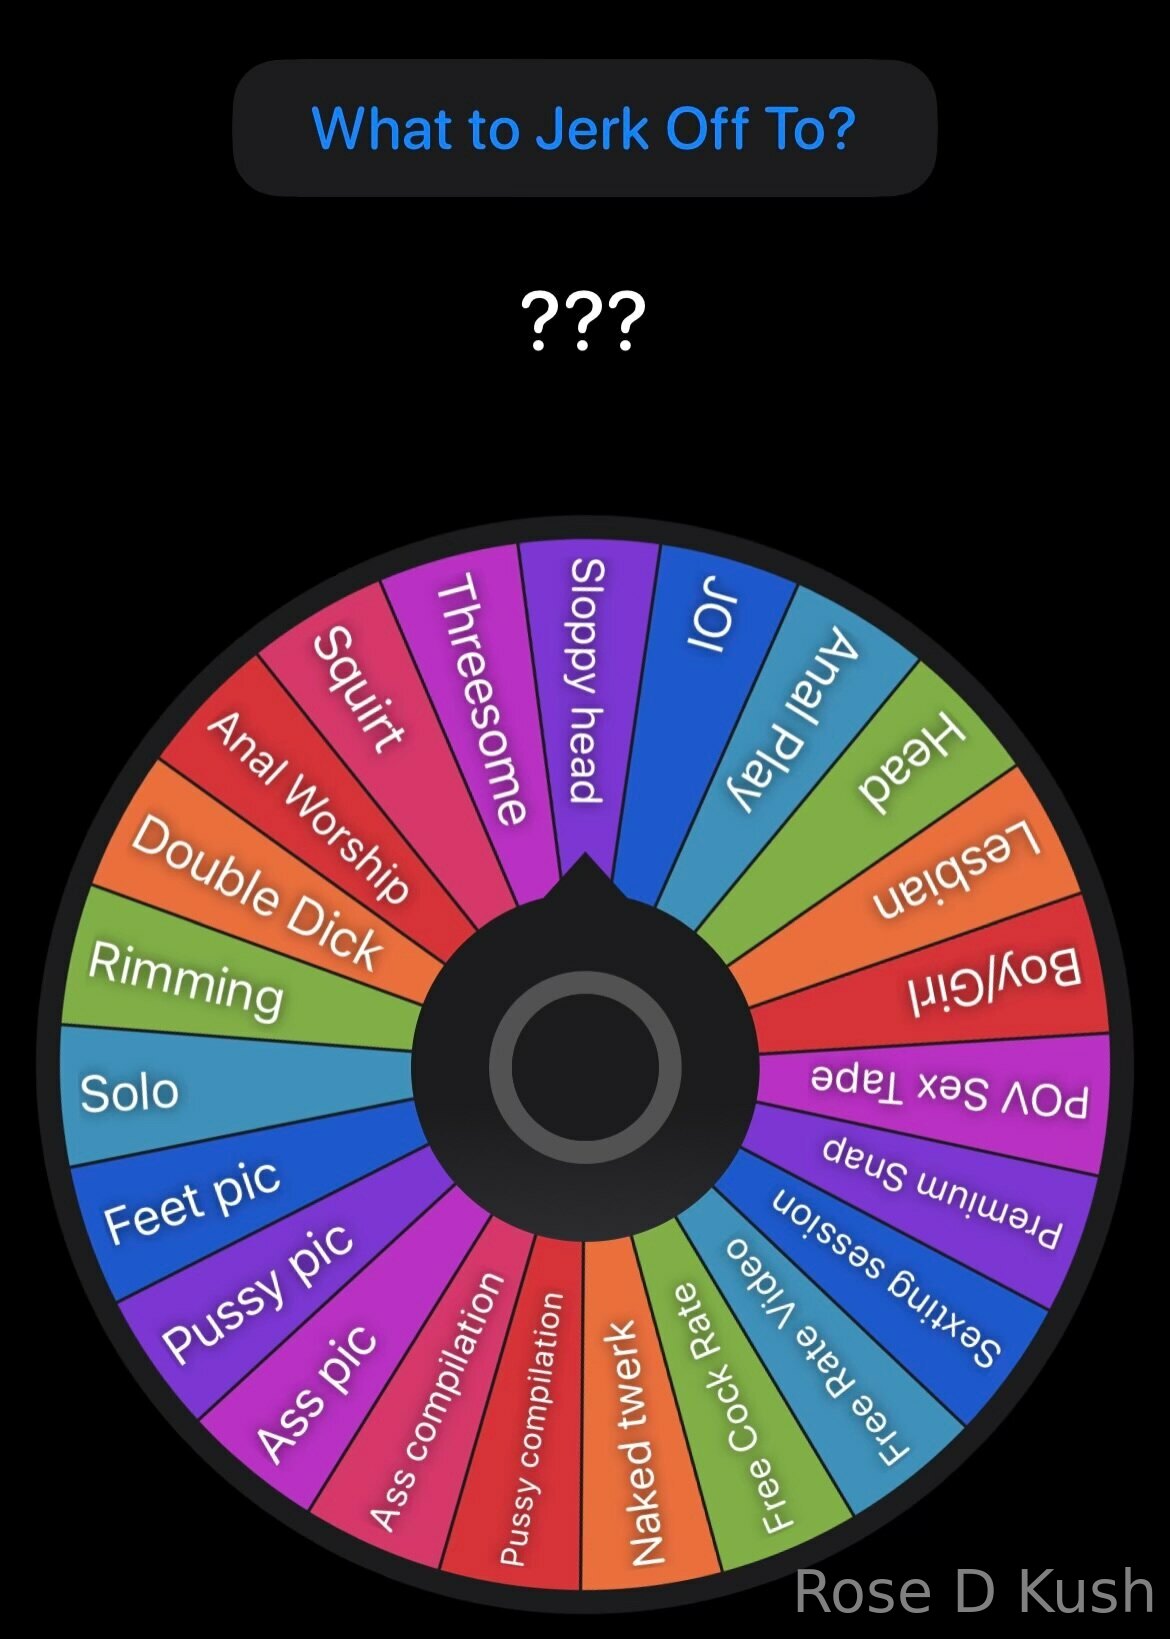 What to Jerk Off To?
???
Sloppy head
JOI
Anal Play
Head
Lesbian
Boy/Girl
POV Sex Tape
Premium Snap
Sexting session
Free Rate Video
Free Cock Rate
Naked twerk
Pussy compilation
Ass compilation
Ass pic
Pussy pic
Feet pic
Solo
Rimming
Double Dick
Anal Worship
Squirt
Threesome
Rose D Kush